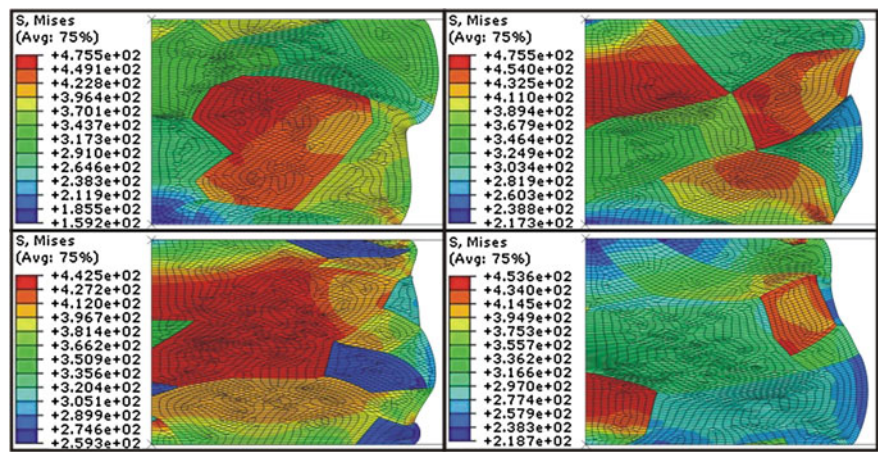 S, Mises
(Avg: 75%)
+4.755e+02
+4.491e+02
+4.228e+02
+3.964e+02
+3.701e+02
+3.437e+02
+3.173e+02
+2.910e+02
+2.646e+02
+2.383e+02
+2.119e+02
+1.855e+02
+1.592e+02
S, Mises
(Avg: 75%)
+4.755e+02
+4.540e+02
+4.325e+02
+4.110e+02
+3.894e+02
+3.679e+02
+3.464e+02
+3.249e+02
+3.034e+02
+2.819e+02
+2.603e+02
+2.388e+02
+2.173e+02
S, Mises
(Avg: 75%)
+4.425e+02
+4.272e+02
+4.120e+02
+3.967e+02
+3.814e+02
+3.662e+02
+3.509e+02
+3.356e+02
+3.204e+02
+3.051e+02
+2.899e+02
+2.746e+02
+2.593e+02
S, Mises
(Avg: 75%)
+4.536e+02
+4.340e+02
+4.145e+02
+3.949e+02
+3.753e+02
+3.557e+02
+3.362e+02
+3.166e+02
+2.970e+02
+2.774e+02
+2.579e+02
+2.383e+02
+2.187e+02